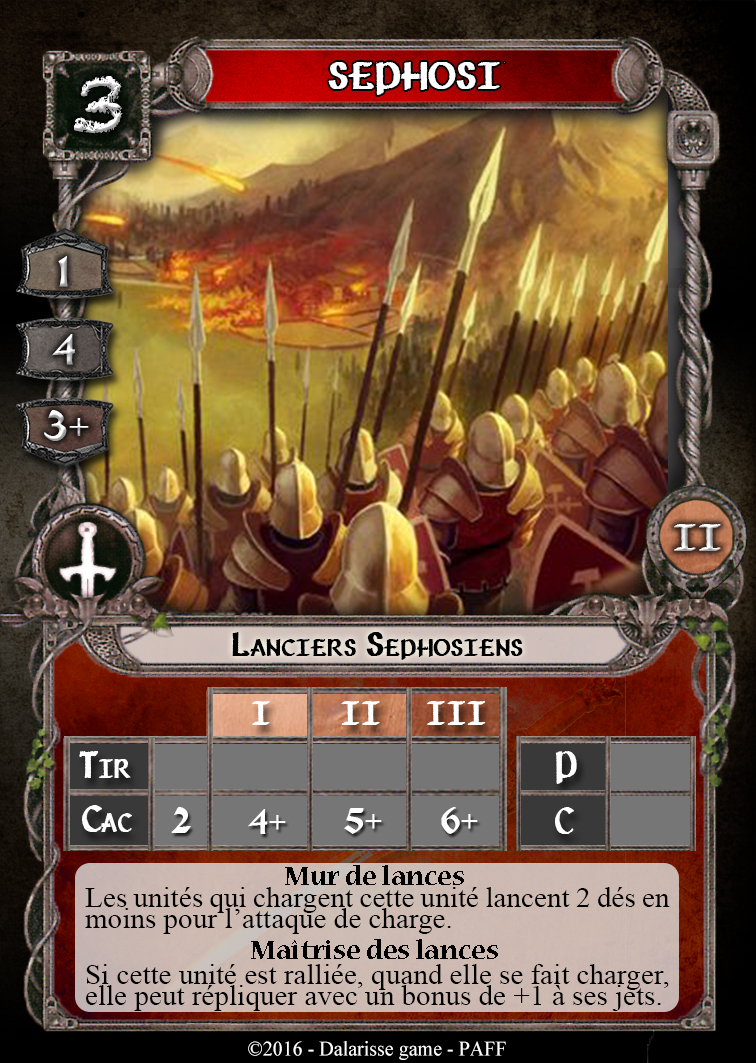 3
SEPHOSI
1
4
3+
II
LANCIERS SEPHOSIENS
I II III
TIR P
CAC 2 4+ 5+ 6+ C
Mur de lances
Les unités qui chargent cette unité lancent 2 dés en
moins pour l'attaque de charge.
Maîtrise des lances
Si cette unité est ralliée, quand elle se fait charger,
elle peut répliquer avec un bonus de +1 à ses jets.
©2016 - Dalarisse game - PAFF